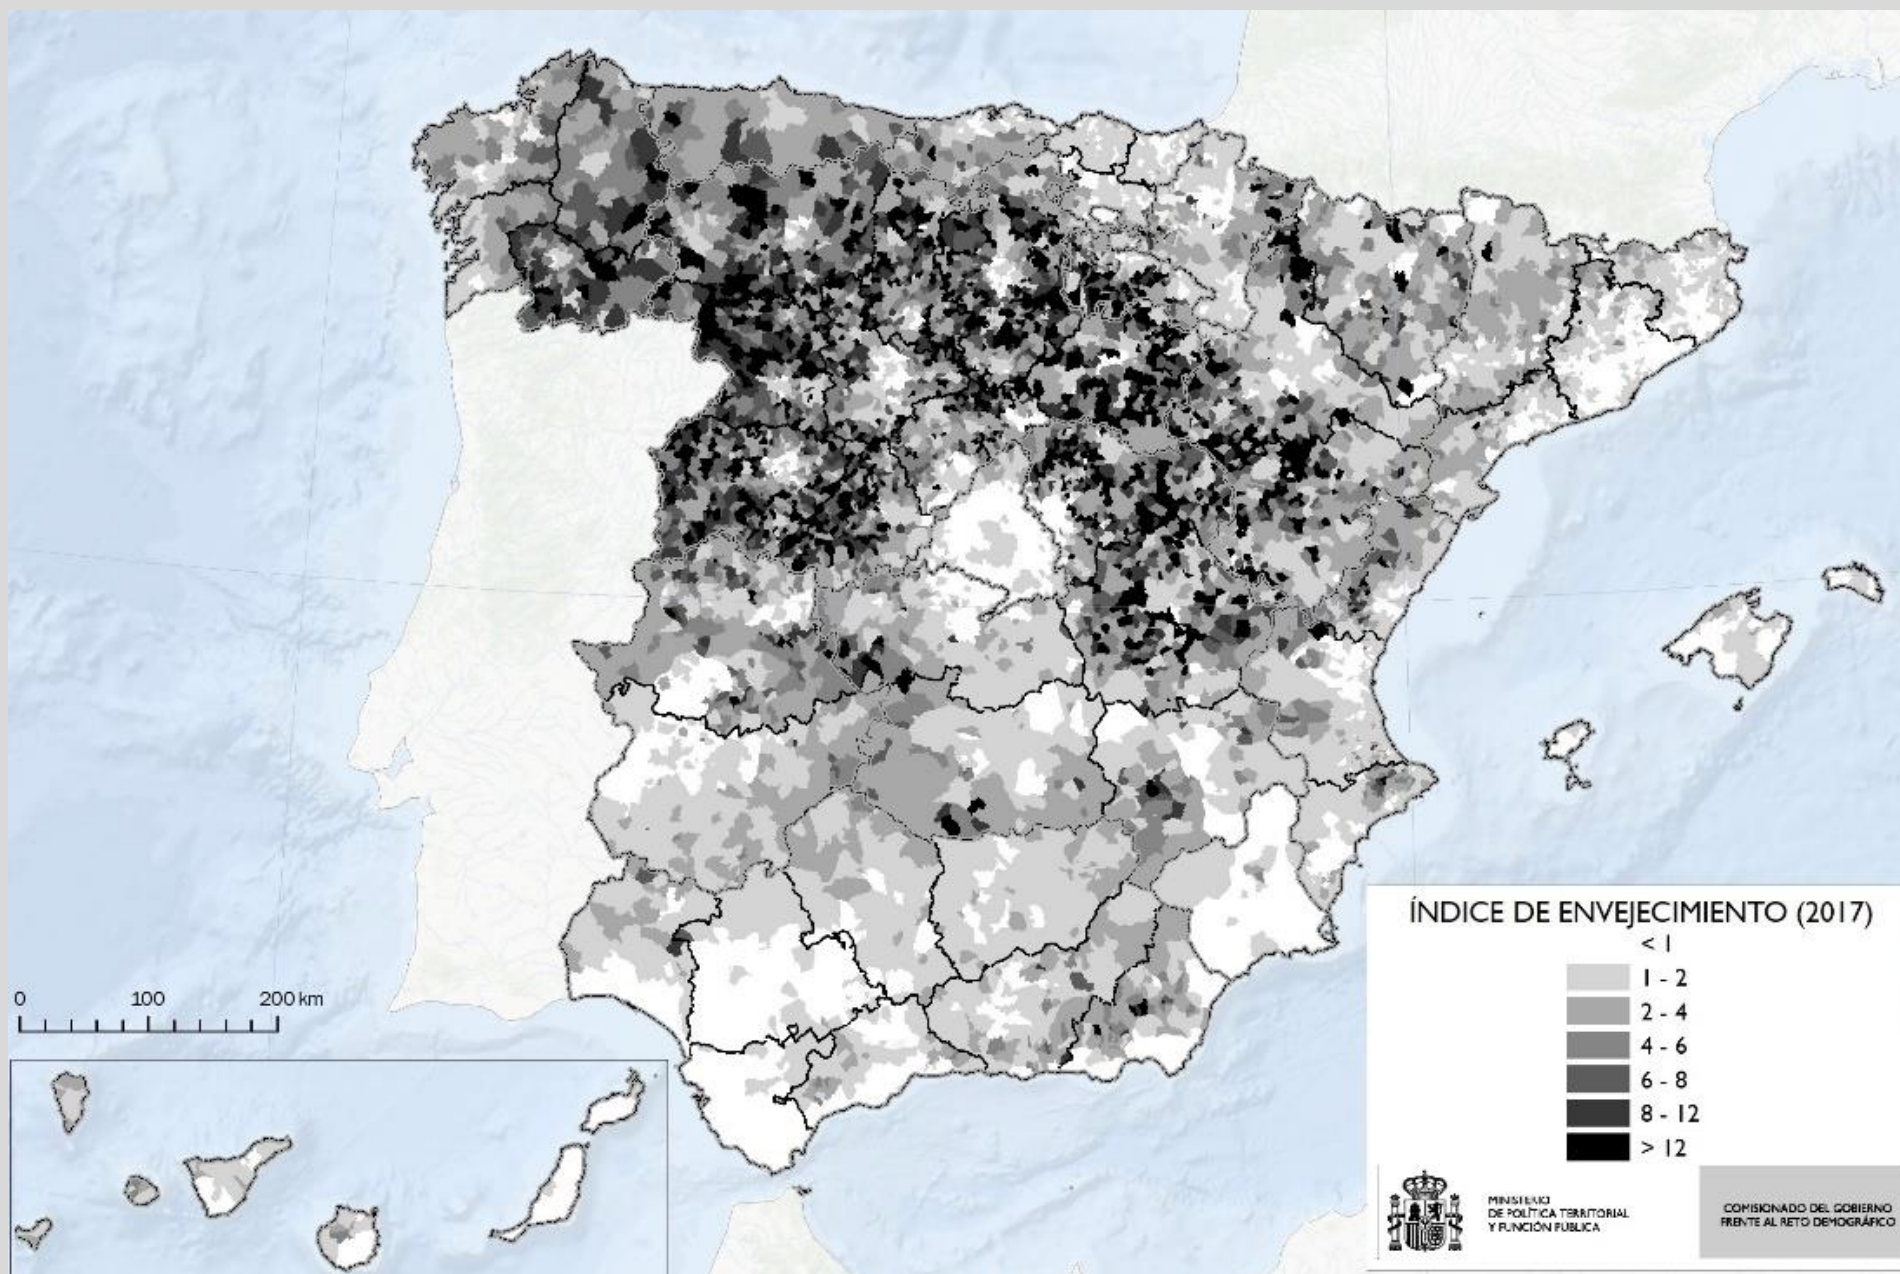 0 100 200 km
ÍNDICE DE ENVEJECIMIENTO (2017)
< 1
1 - 2
2 - 4
4 - 6
6 - 8
8 - 12
> 12
MINISTERIO
DE POLÍTICA TERRITORIAL
Y FUNCIÓN PÚBLICA
COMISIONADO DEL GOBIERNO
FRENTE AL RETO DEMOGRÁFICO